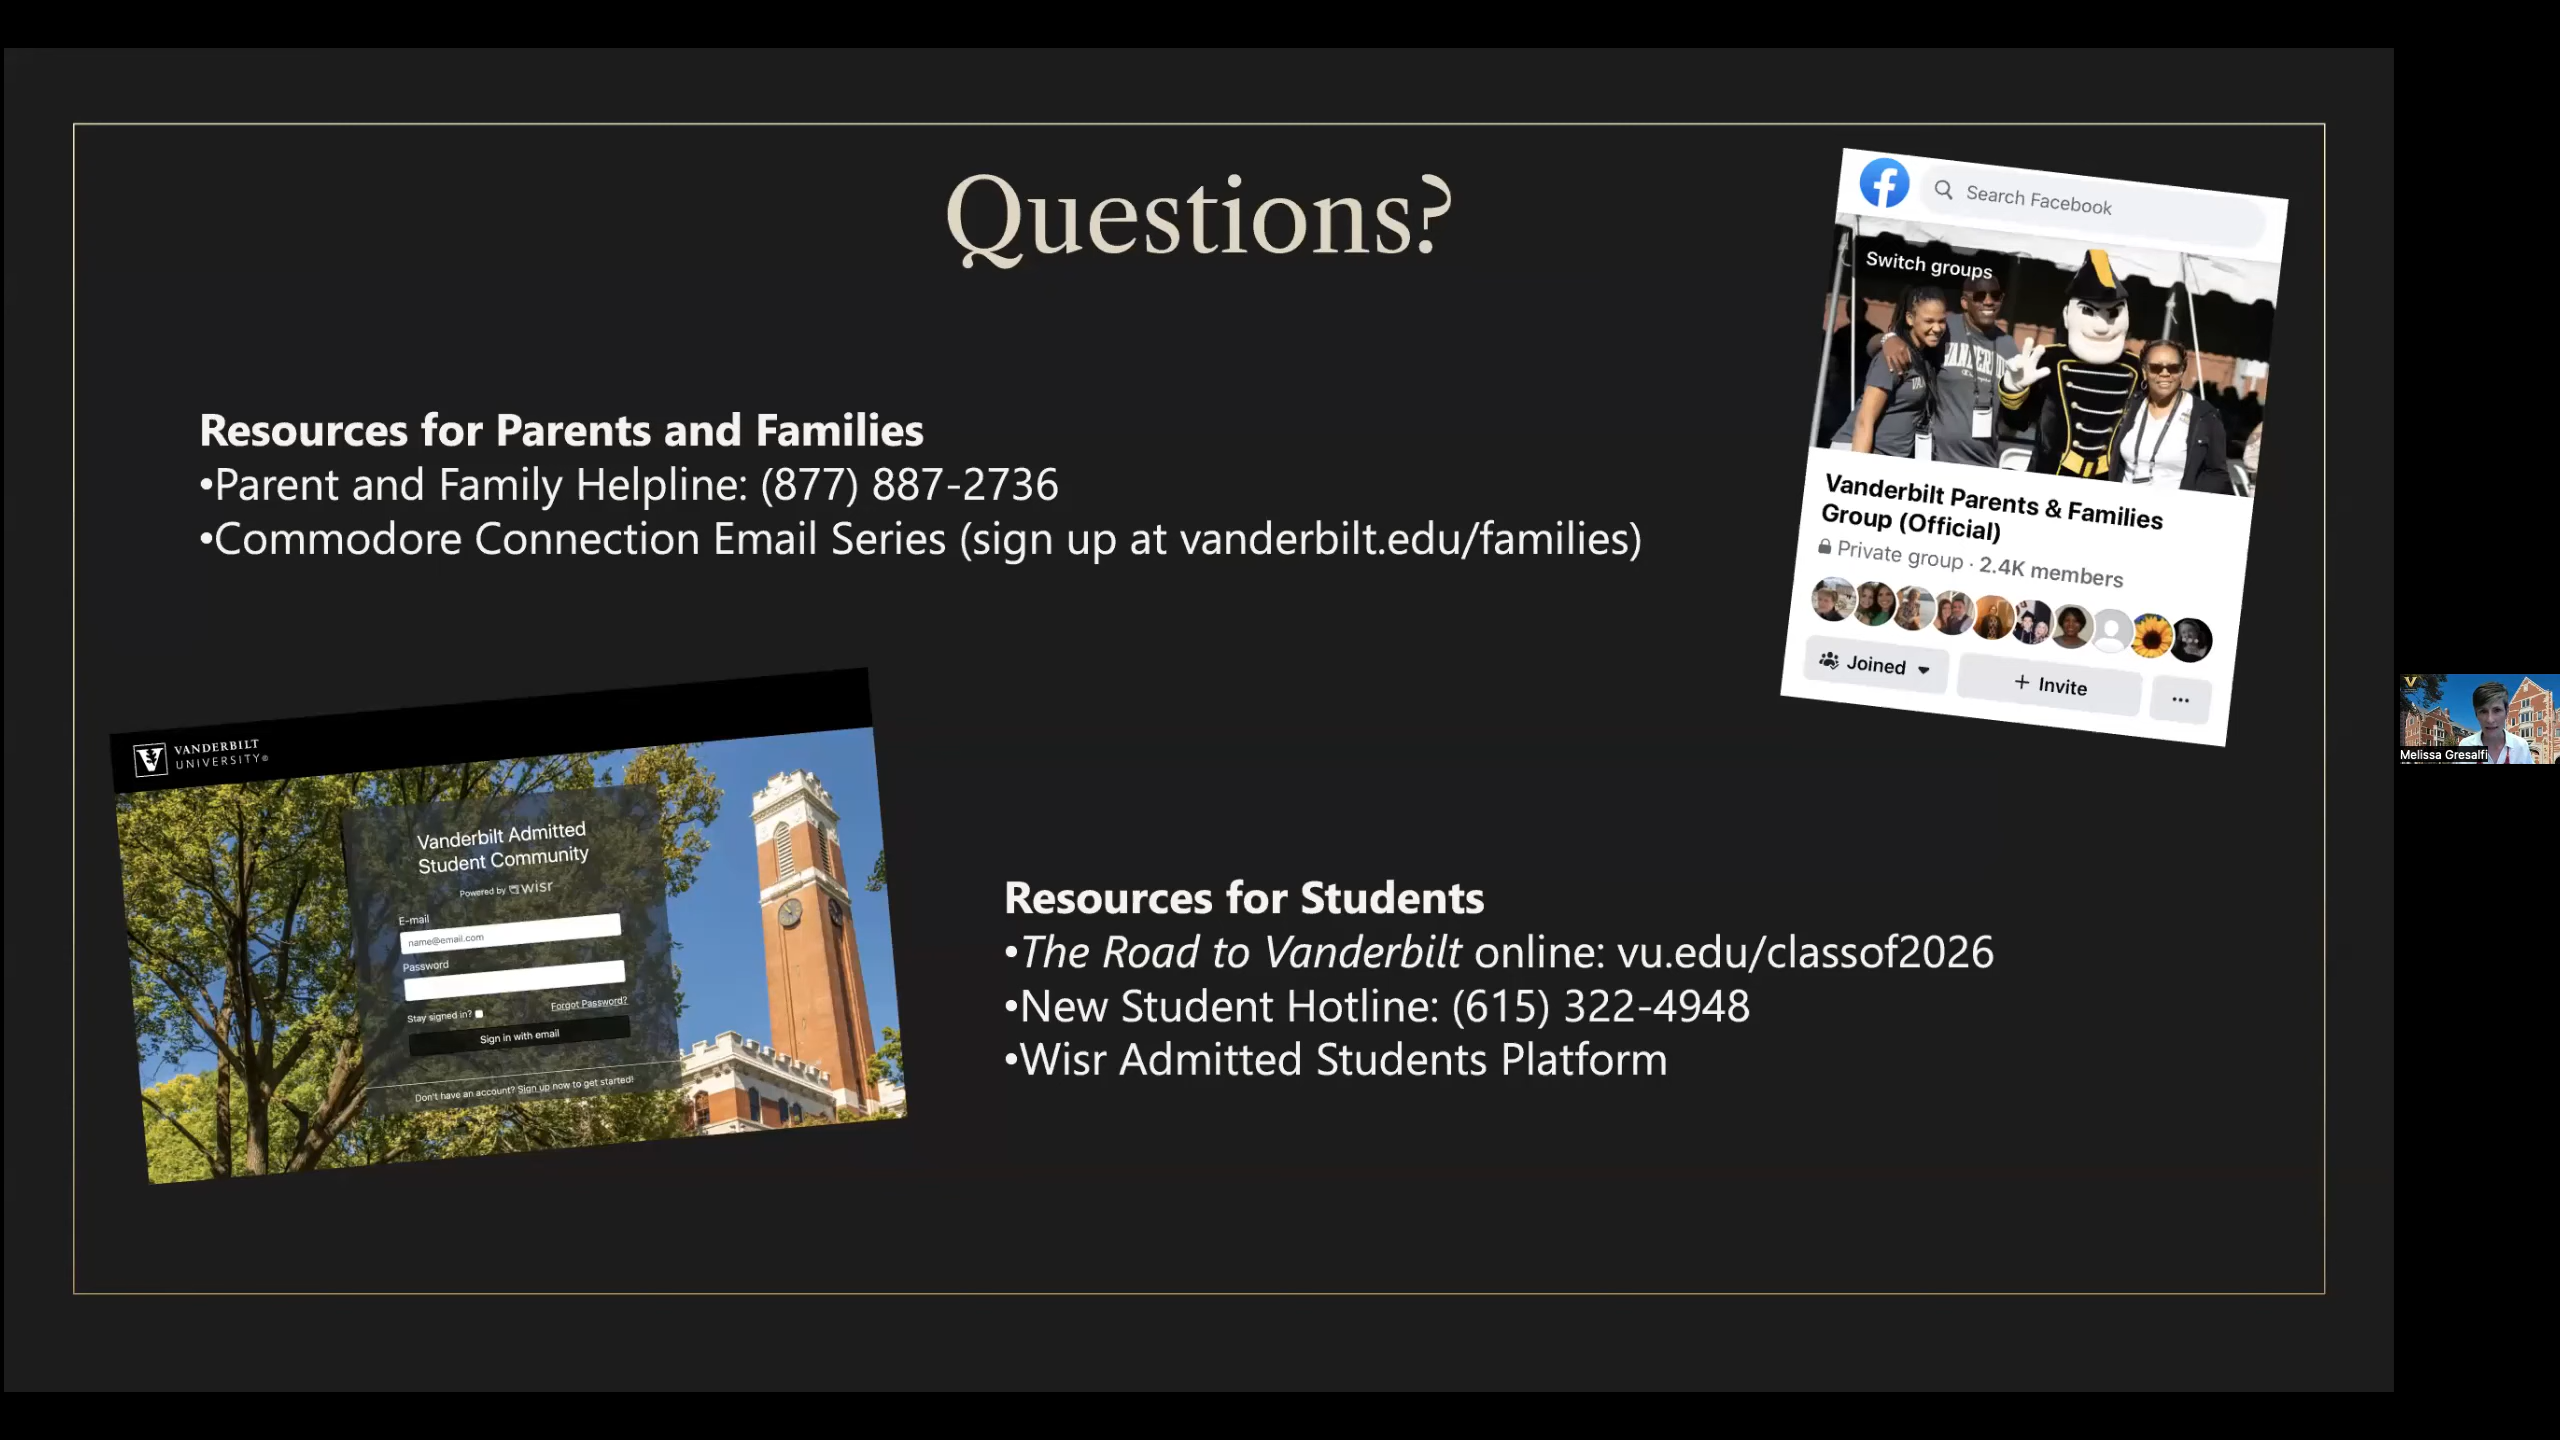 Questions?
Search Facebook
Switch groups
Resources for Parents and Families
•Parent and Family Helpline: (877) 887-2736
•Commodore Connection Email Series (sign up at vanderbilt.edu/families)
Vanderbilt Parents & Families
Group (Official)
Private group · 2.4K members
Joined
+ Invite
...
Melissa Gresalfi
V VANDERBILT
UNIVERSITY®
Vanderbilt Admitted
Student Community
Powered by wisr
E-mail
name@email.com
Password
Forgot Password?
Stay signed in?
Sign in with email
Don't have an account? Sign up now to get started!
Resources for Students
•The Road to Vanderbilt online: vu.edu/classof2026
•New Student Hotline: (615) 322-4948
•Wisr Admitted Students Platform